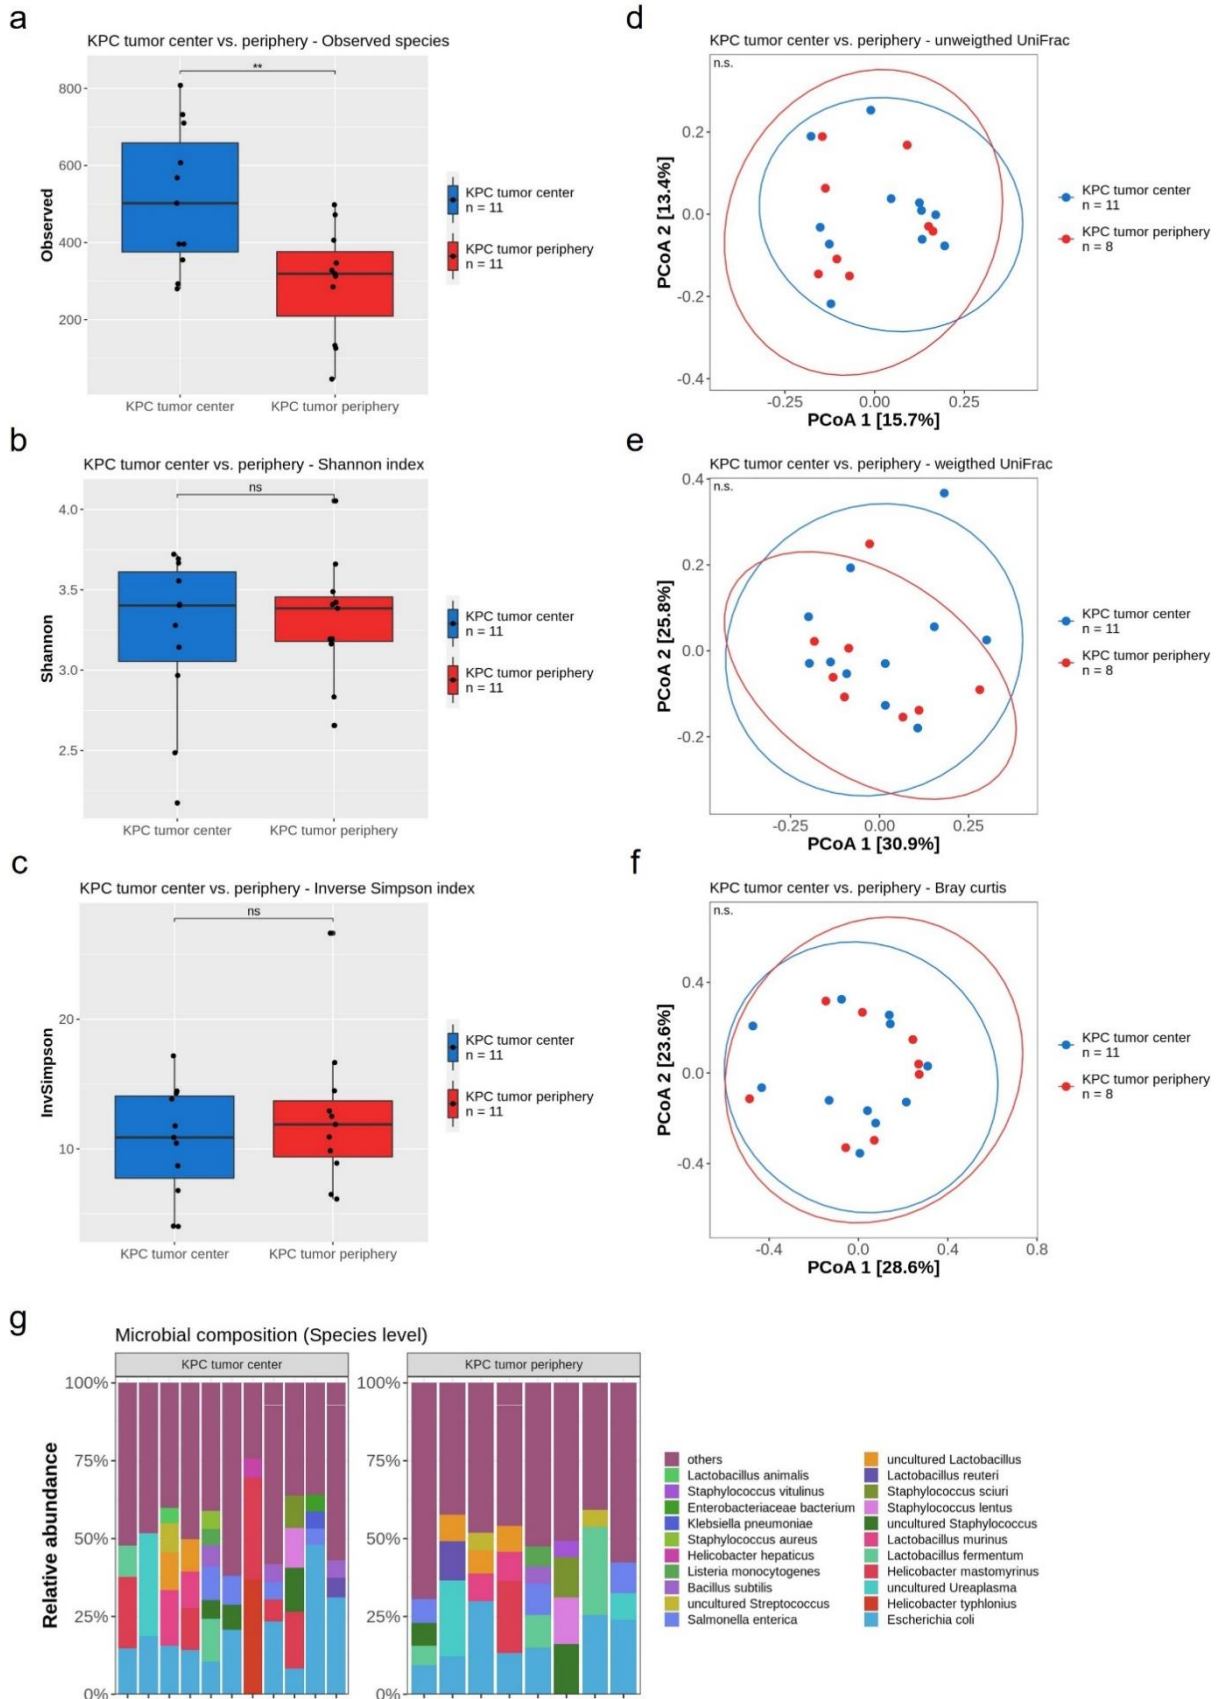 a
KPC tumor center vs. periphery - Observed species
**
800
600
400
200
Observed
KPC tumor center
KPC tumor periphery
KPC tumor center
n = 11
KPC tumor periphery
n = 11
b
KPC tumor center vs. periphery - Shannon index
ns
4.0
3.5
3.0
2.5
Shannon
KPC tumor center
KPC tumor periphery
KPC tumor center
n = 11
KPC tumor periphery
n = 11
c
KPC tumor center vs. periphery - Inverse Simpson index
ns
20
10
InvSimpson
KPC tumor center
KPC tumor periphery
KPC tumor center
n = 11
KPC tumor periphery
n = 11
d
KPC tumor center vs. periphery - unweigthed UniFrac
n.s.
0.2
0.0
-0.2
-0.4
PCoA 2 [13.4%]
-0.25
0.00
0.25
PCoA 1 [15.7%]
KPC tumor center
n = 11
KPC tumor periphery
n = 8
e
KPC tumor center vs. periphery - weigthed UniFrac
n.s.
0.4
0.2
0.0
-0.2
PCoA 2 [25.8%]
-0.25
0.00
0.25
PCoA 1 [30.9%]
KPC tumor center
n = 11
KPC tumor periphery
n = 8
f
KPC tumor center vs. periphery - Bray curtis
n.s.
0.4
0.0
-0.4
PCoA 2 [23.6%]
-0.4
0.0
0.4
0.8
PCoA 1 [28.6%]
KPC tumor center
n = 11
KPC tumor periphery
n = 8
g
Microbial composition (Species level)
KPC tumor center
KPC tumor periphery
100%
75%
50%
25%
0%
100%
75%
50%
25%
0%
Relative abundance
others
Lactobacillus animalis
Staphylococcus vitulinus
Enterobacteriaceae bacterium
Klebsiella pneumoniae
Staphylococcus aureus
Helicobacter hepaticus
Listeria monocytogenes
Bacillus subtilis
uncultured Streptococcus
Salmonella enterica
uncultured Lactobacillus
Lactobacillus reuteri
Staphylococcus sciuri
Staphylococcus lentus
uncultured Staphylococcus
Lactobacillus murinus
Lactobacillus fermentum
Helicobacter mastomyrinus
uncultured Ureaplasma
Helicobacter typhlonius
Escherichia coli